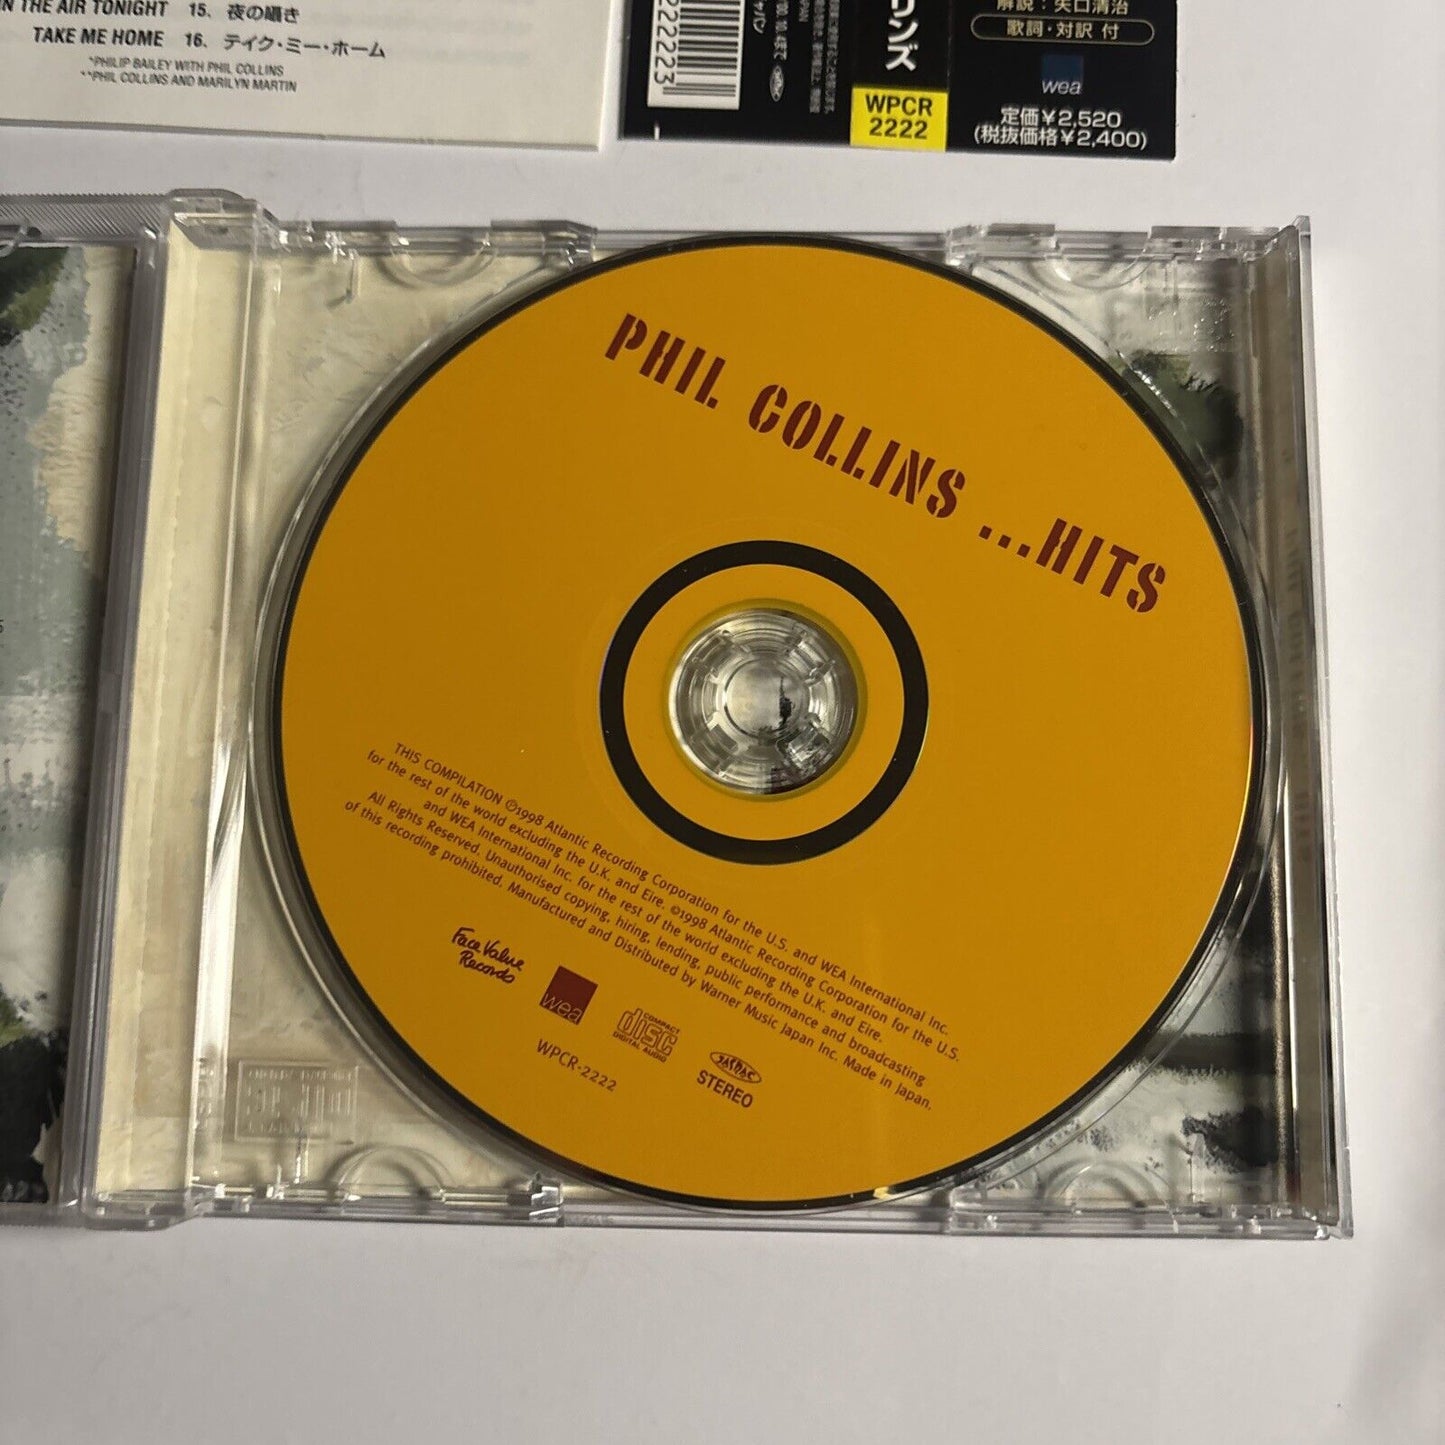 IN THE AIR TONIGHT 15. 夜の囁き
TAKE ME HOME 16. テイク・ミー・ホーム
*PHILIP BAILEY WITH PHIL COLLINS
**PHIL COLLINS AND MARILYN MARTIN
222223
リンズ
WPCR
2222
解説：矢口清治
歌詞・対訳 付
wea
定価￥2,520
(税抜価格￥2,400)
PHIL COLLINS ...HITS
THIS COMPILATION ℗1998 Atlantic Recording Corporation for the U.S. and WEA International Inc.
for the rest of the world excluding the U.K. and Eire. ©1998 Atlantic Recording Corporation for the U.S.
and WEA International Inc. for the rest of the world excluding the U.K. and Eire.
All Rights Reserved. Unauthorised copying, hiring, lending, public performance and broadcasting
of this recording prohibited. Manufactured and Distributed by Warner Music Japan Inc. Made in Japan.
Face Value
Records
wea
COMPACT
disc
DIGITAL AUDIO
WPCR-2222
JASRAC
STEREO